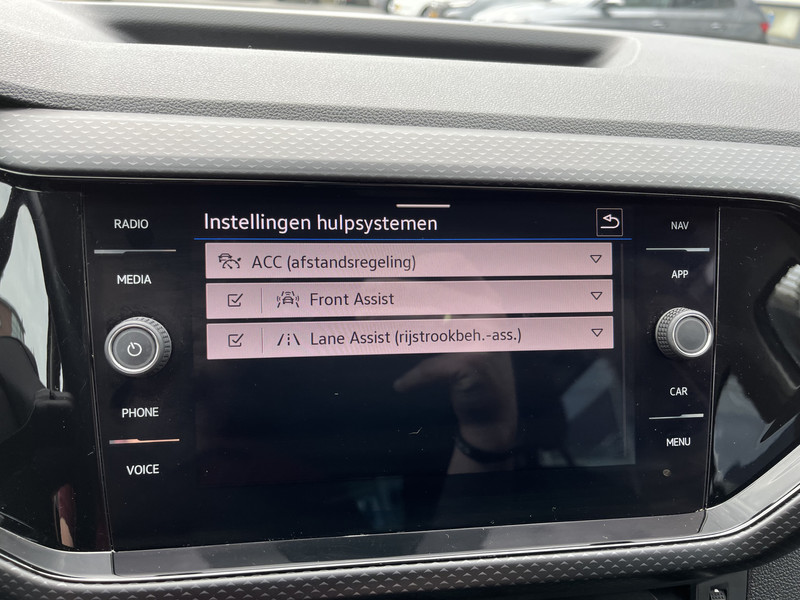 RADIO
MEDIA
PHONE
VOICE
Instellingen hulpsystemen
ACC (afstandsregeling)
Front Assist
Lane Assist (rijstrookbeh.-ass.)
NAV
APP
CAR
MENU